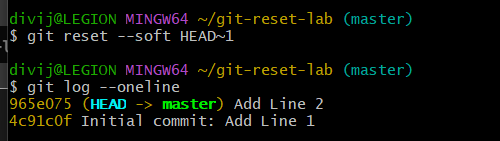 divij@LEGION MINGW64 ~/git-reset-lab (master)
$ git reset --soft HEAD~1
divij@LEGION MINGW64 ~/git-reset-lab (master)
$ git log --oneline
965e075 (HEAD -> master) Add Line 2
4c91c0f Initial commit: Add Line 1